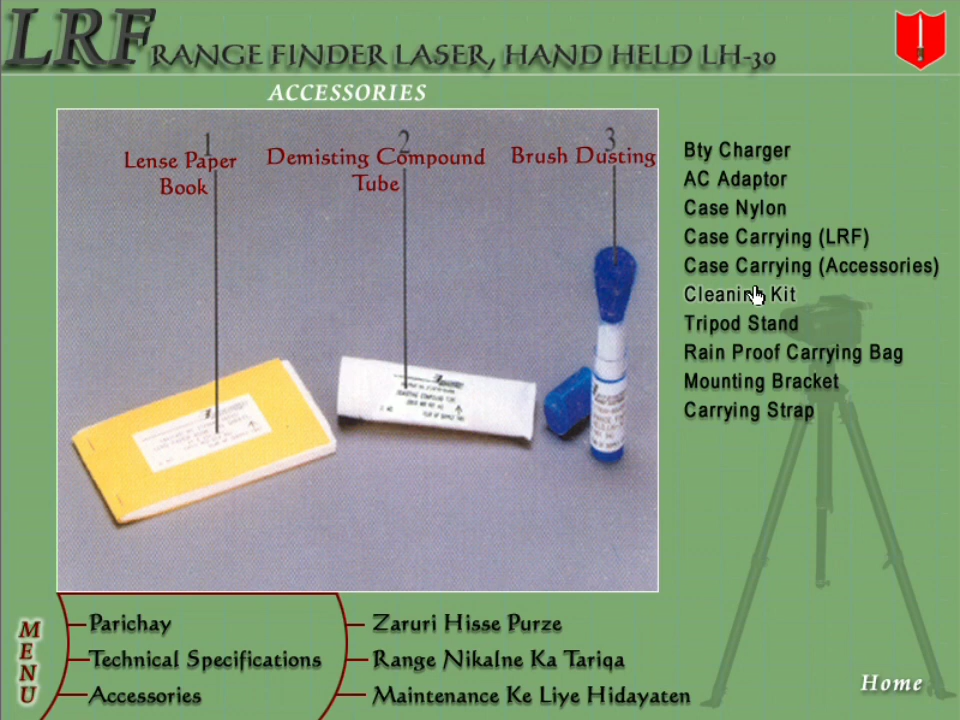 LRF RANGE FINDER LASER, HAND HELD LH-30
ACCESSORIES
1
Lense Paper
Book
2
Demisting Compound
Tube
3
Brush Dusting
Bty Charger
AC Adaptor
Case Nylon
Case Carrying (LRF)
Case Carrying (Accessories)
Cleaning Kit
Tripod Stand
Rain Proof Carrying Bag
Mounting Bracket
Carrying Strap
MENU
Parichay
Technical Specifications
Accessories
Zaruri Hisse Purze
Range Nikalne Ka Tariqa
Maintenance Ke Liye Hidayaten
Home